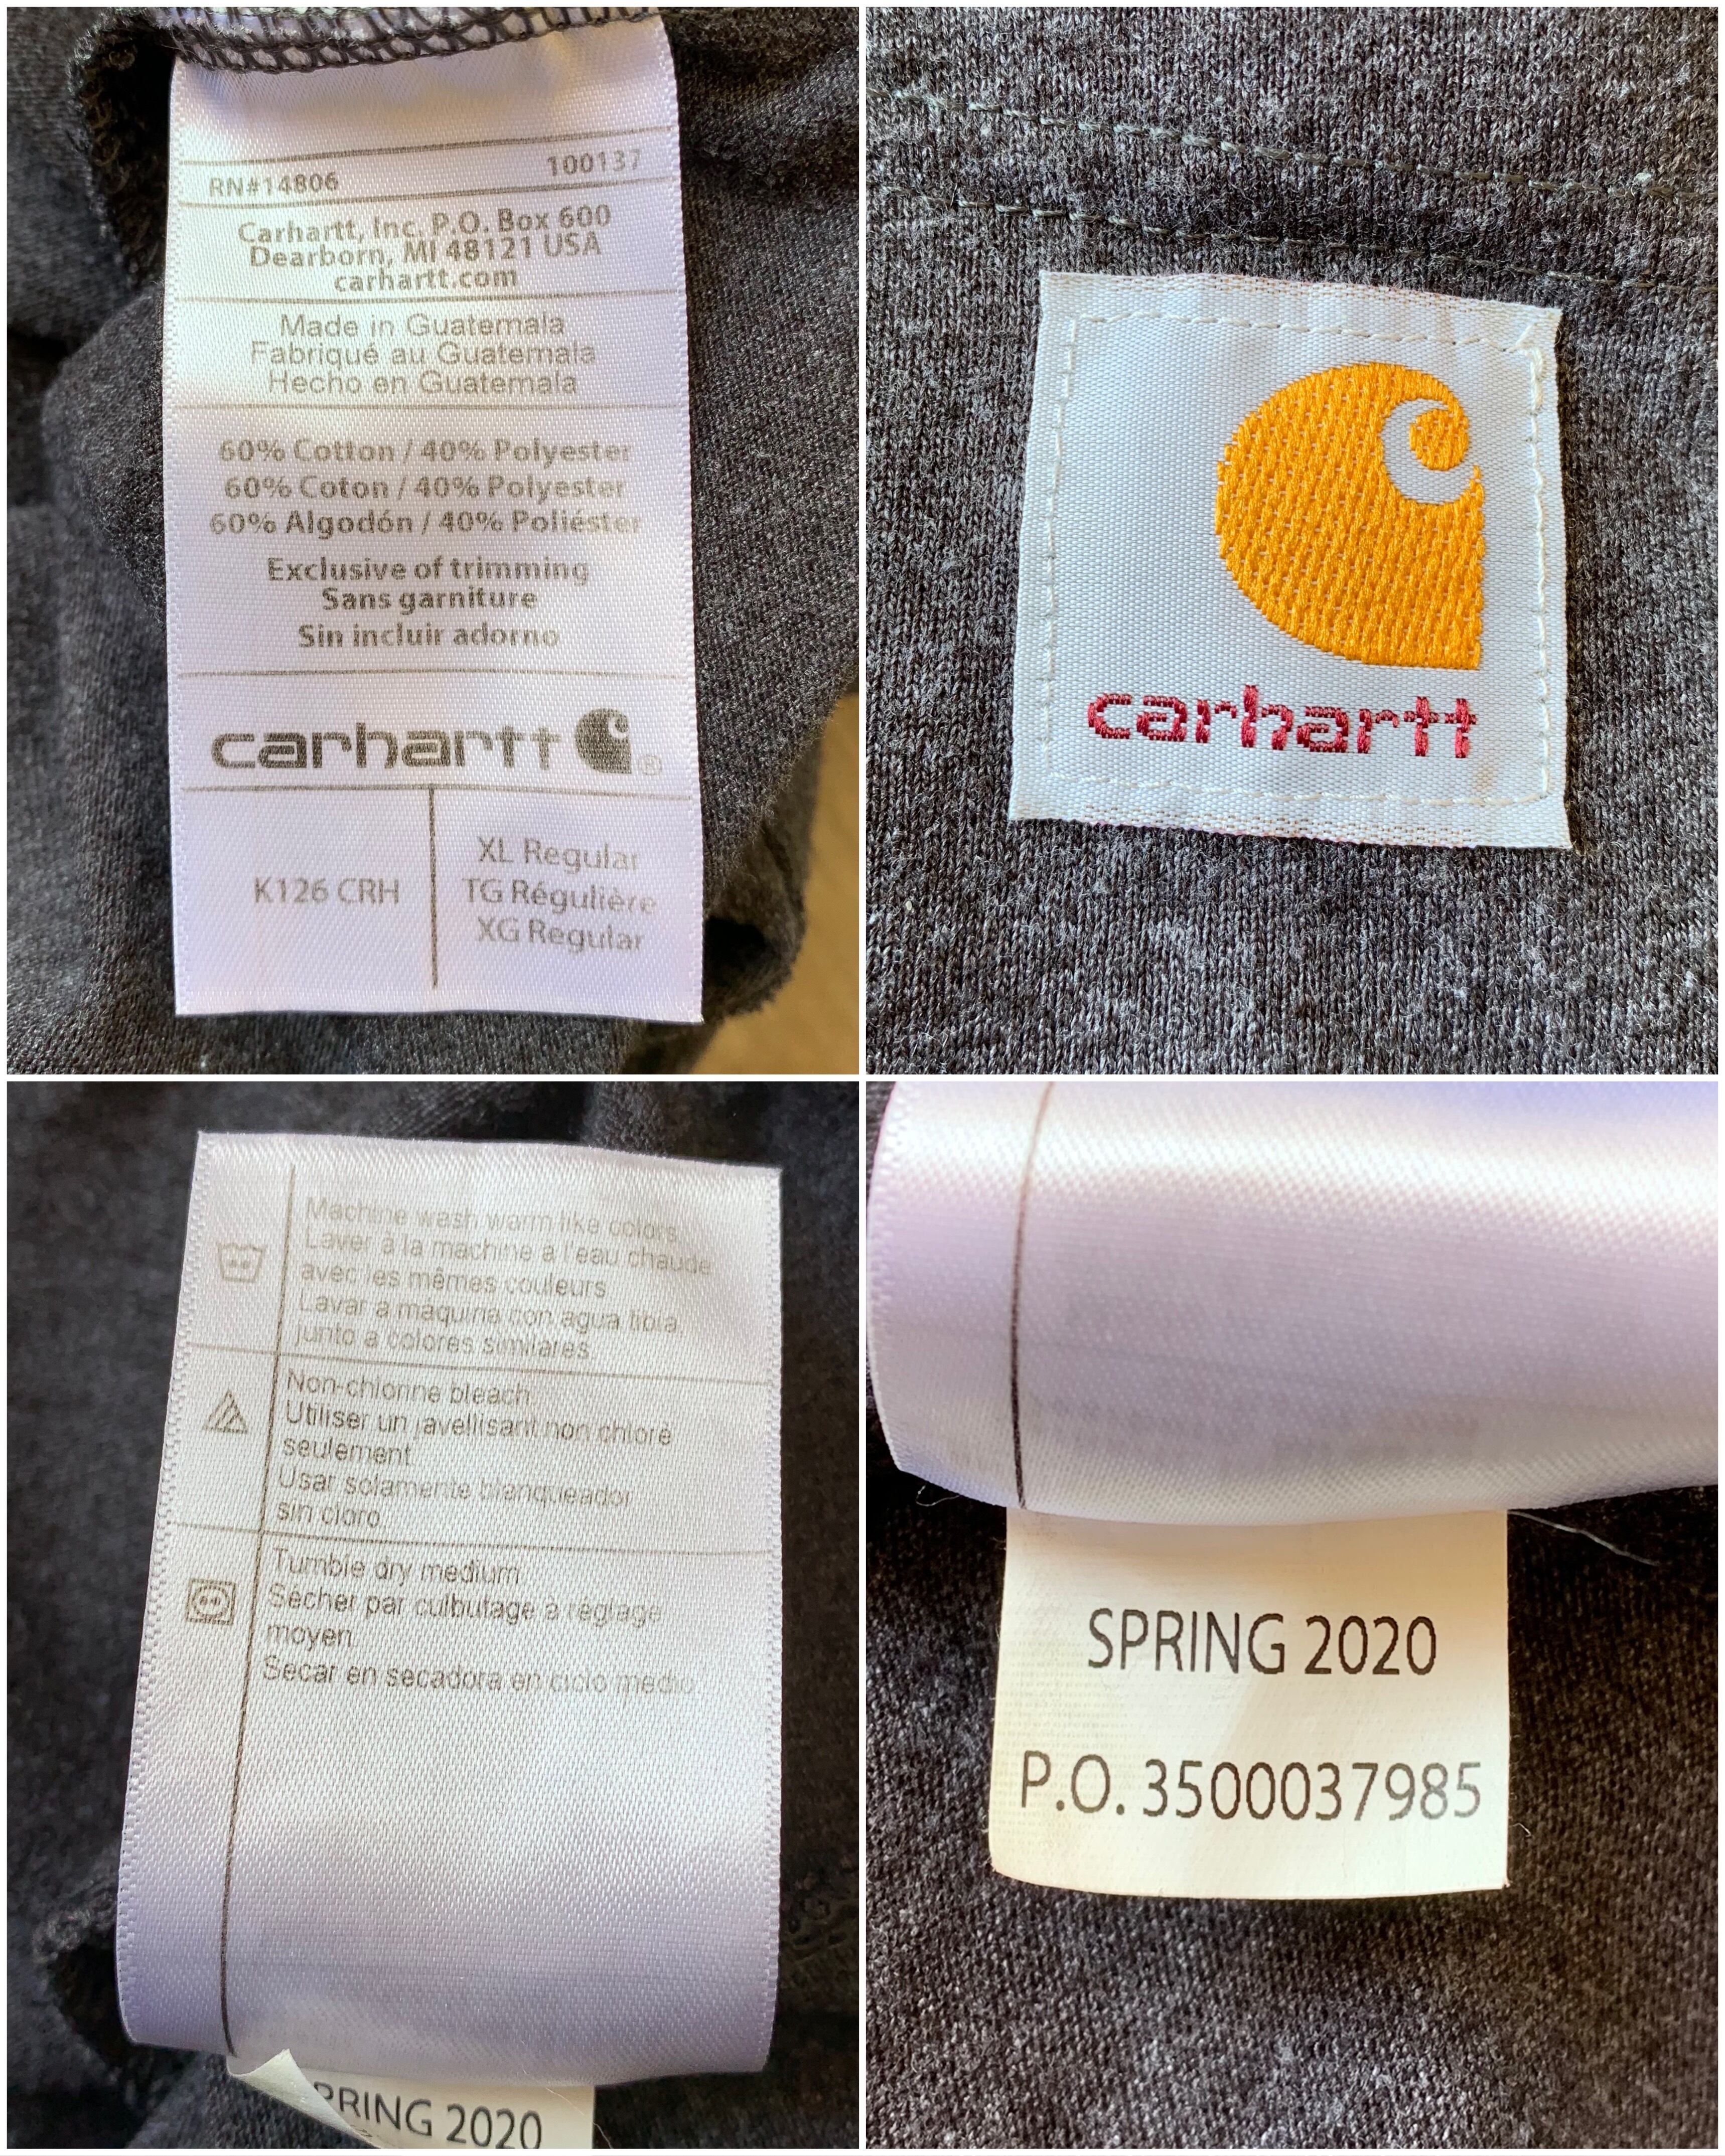 RN#14806 100137
Carhartt, Inc. P.O. Box 600
Dearborn, MI 48121 USA
carhartt.com
Made in Guatemala
Fabriqué au Guatemala
Hecho en Guatemala
60% Cotton / 40% Polyester
60% Coton / 40% Polyester
60% Algodón / 40% Poliéster
Exclusive of trimming
Sans garniture
Sin incluir adorno
carhartt ®
K126 CRH
XL Regular
TG Régulière
XG Regular
carhartt
Machine wash warm like colors.
Laver à la machine à l'eau chaude
avec les mêmes couleurs
Lavar a maquina con agua tibia,
junto a colores similares
Non-chlorine bleach.
Utiliser un javellisant non chloré
seulement.
Usar solamente blanqueador
sin cloro.
Tumble dry medium
Sécher par culbutage à réglage
moyen
Secar en secadora en ciclo medio
PRING 2020
SPRING 2020
P.O. 3500037985